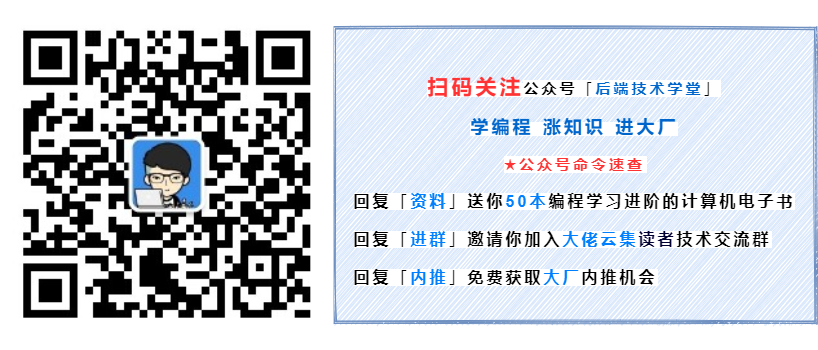 扫码关注公众号「后端技术学堂」
学编程 涨知识 进大厂
★公众号命令速查
回复「资料」送你50本编程学习进阶的计算机电子书
回复「进群」邀请你加入大佬云集读者技术交流群
回复「内推」免费获取大厂内推机会